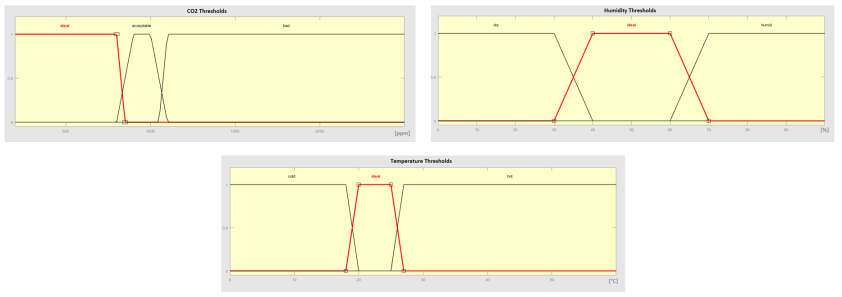 CO2 Thresholds
ideal acceptable bad
1
0.5
0
500 1000 1500 2000
[ppm]
Humidity Thresholds
dry ideal humid
1
0.5
0
0 10 20 30 40 50 60 70 80 90
[%]
Temperature Thresholds
cold ideal hot
1
0.5
0
0 10 20 30 40 50
[°C]